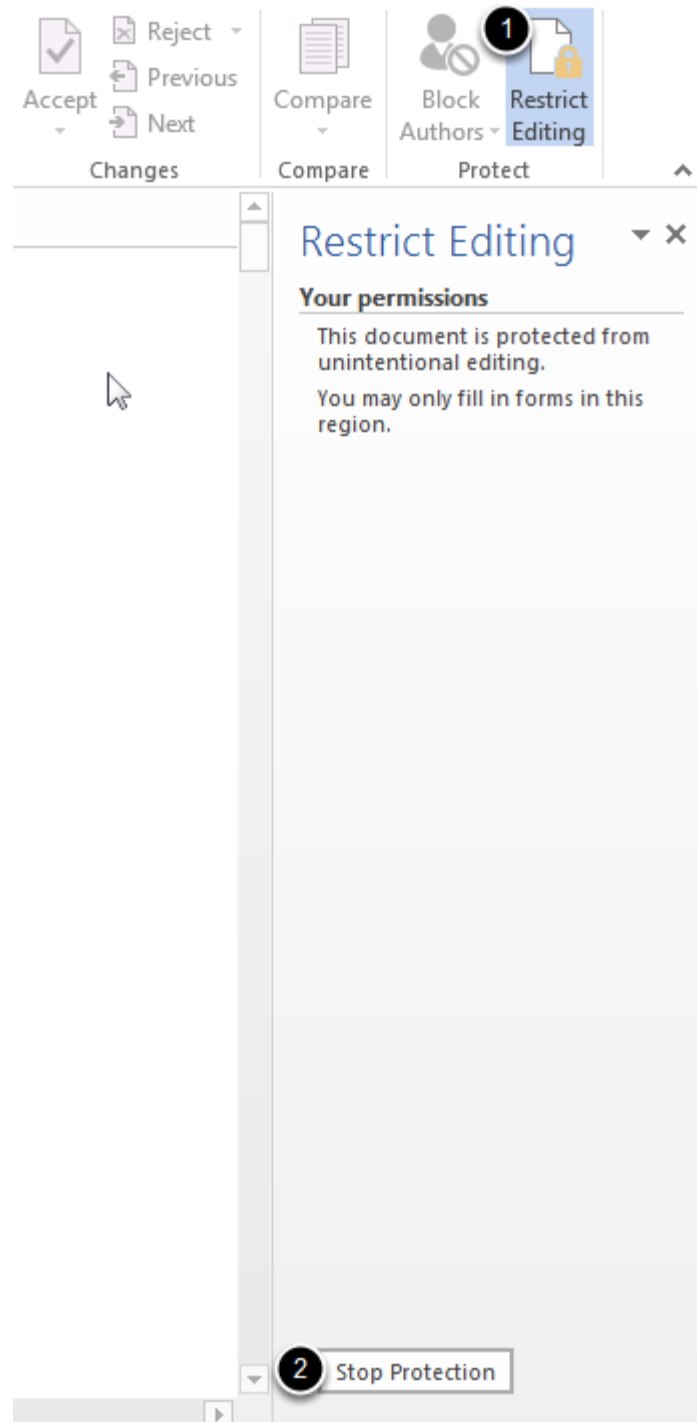 1
Reject
Previous
Accept
Next
Compare
Block
Authors
Restrict
Editing
Changes
Compare
Protect
Restrict Editing
Your permissions
This document is protected from
unintentional editing.
You may only fill in forms in this
region.
2
Stop Protection